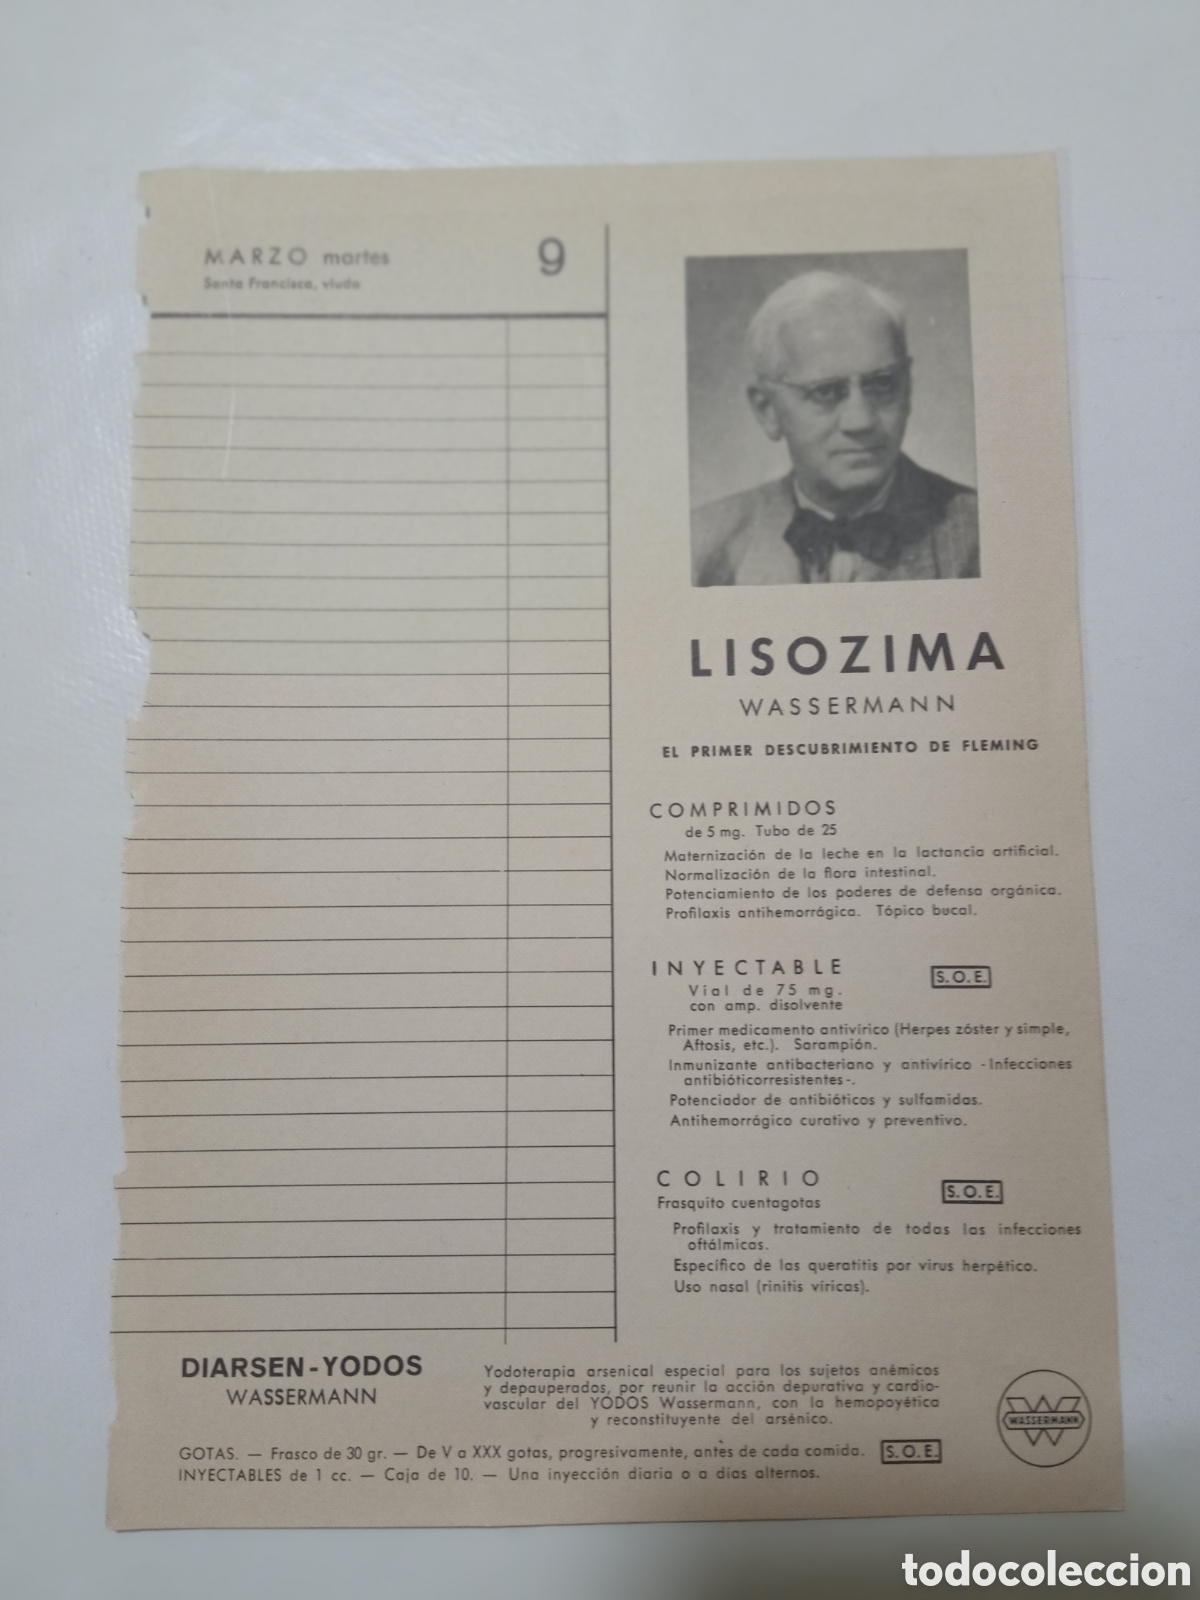 MARZO martes 9
Santa Francisca, viuda
LISOZIMA
WASSERMANN
EL PRIMER DESCUBRIMIENTO DE FLEMING
COMPRIMIDOS
de 5 mg. Tubo de 25
Maternización de la leche en la lactancia artificial.
Normalización de la flora intestinal.
Potenciamiento de los poderes de defensa orgánica.
Profilaxis antihemorrágica. Tópico bucal.
INYECTABLE S.O.E.
Vial de 75 mg.
con amp. disolvente
Primer medicamento antivírico (Herpes zóster y simple,
Aftosis, etc.). Sarampión.
Inmunizante antibacteriano y antivírico - Infecciones
antibióticorresistentes -.
Potenciador de antibióticos y sulfamidas.
Antihemorrágico curativo y preventivo.
COLIRIO S.O.E.
Frasquito cuentagotas
Profilaxis y tratamiento de todas las infecciones
oftálmicas.
Específico de las queratitis por virus herpético.
Uso nasal (rinitis víricas).
DIARSEN-YODOS
WASSERMANN
Yodoterapia arsenical especial para los sujetos anémicos
y depauperados, por reunir la acción depurativa y cardio-
vascular del YODOS Wassermann, con la hemopoyética
y reconstituyente del arsénico.
GOTAS. — Frasco de 30 gr. — De V a XXX gotas, progresivamente, antes de cada comida. S.O.E.
INYECTABLES de 1 cc. — Caja de 10. — Una inyección diaria o a días alternos.
W
WASSERMANN
todocoleccion